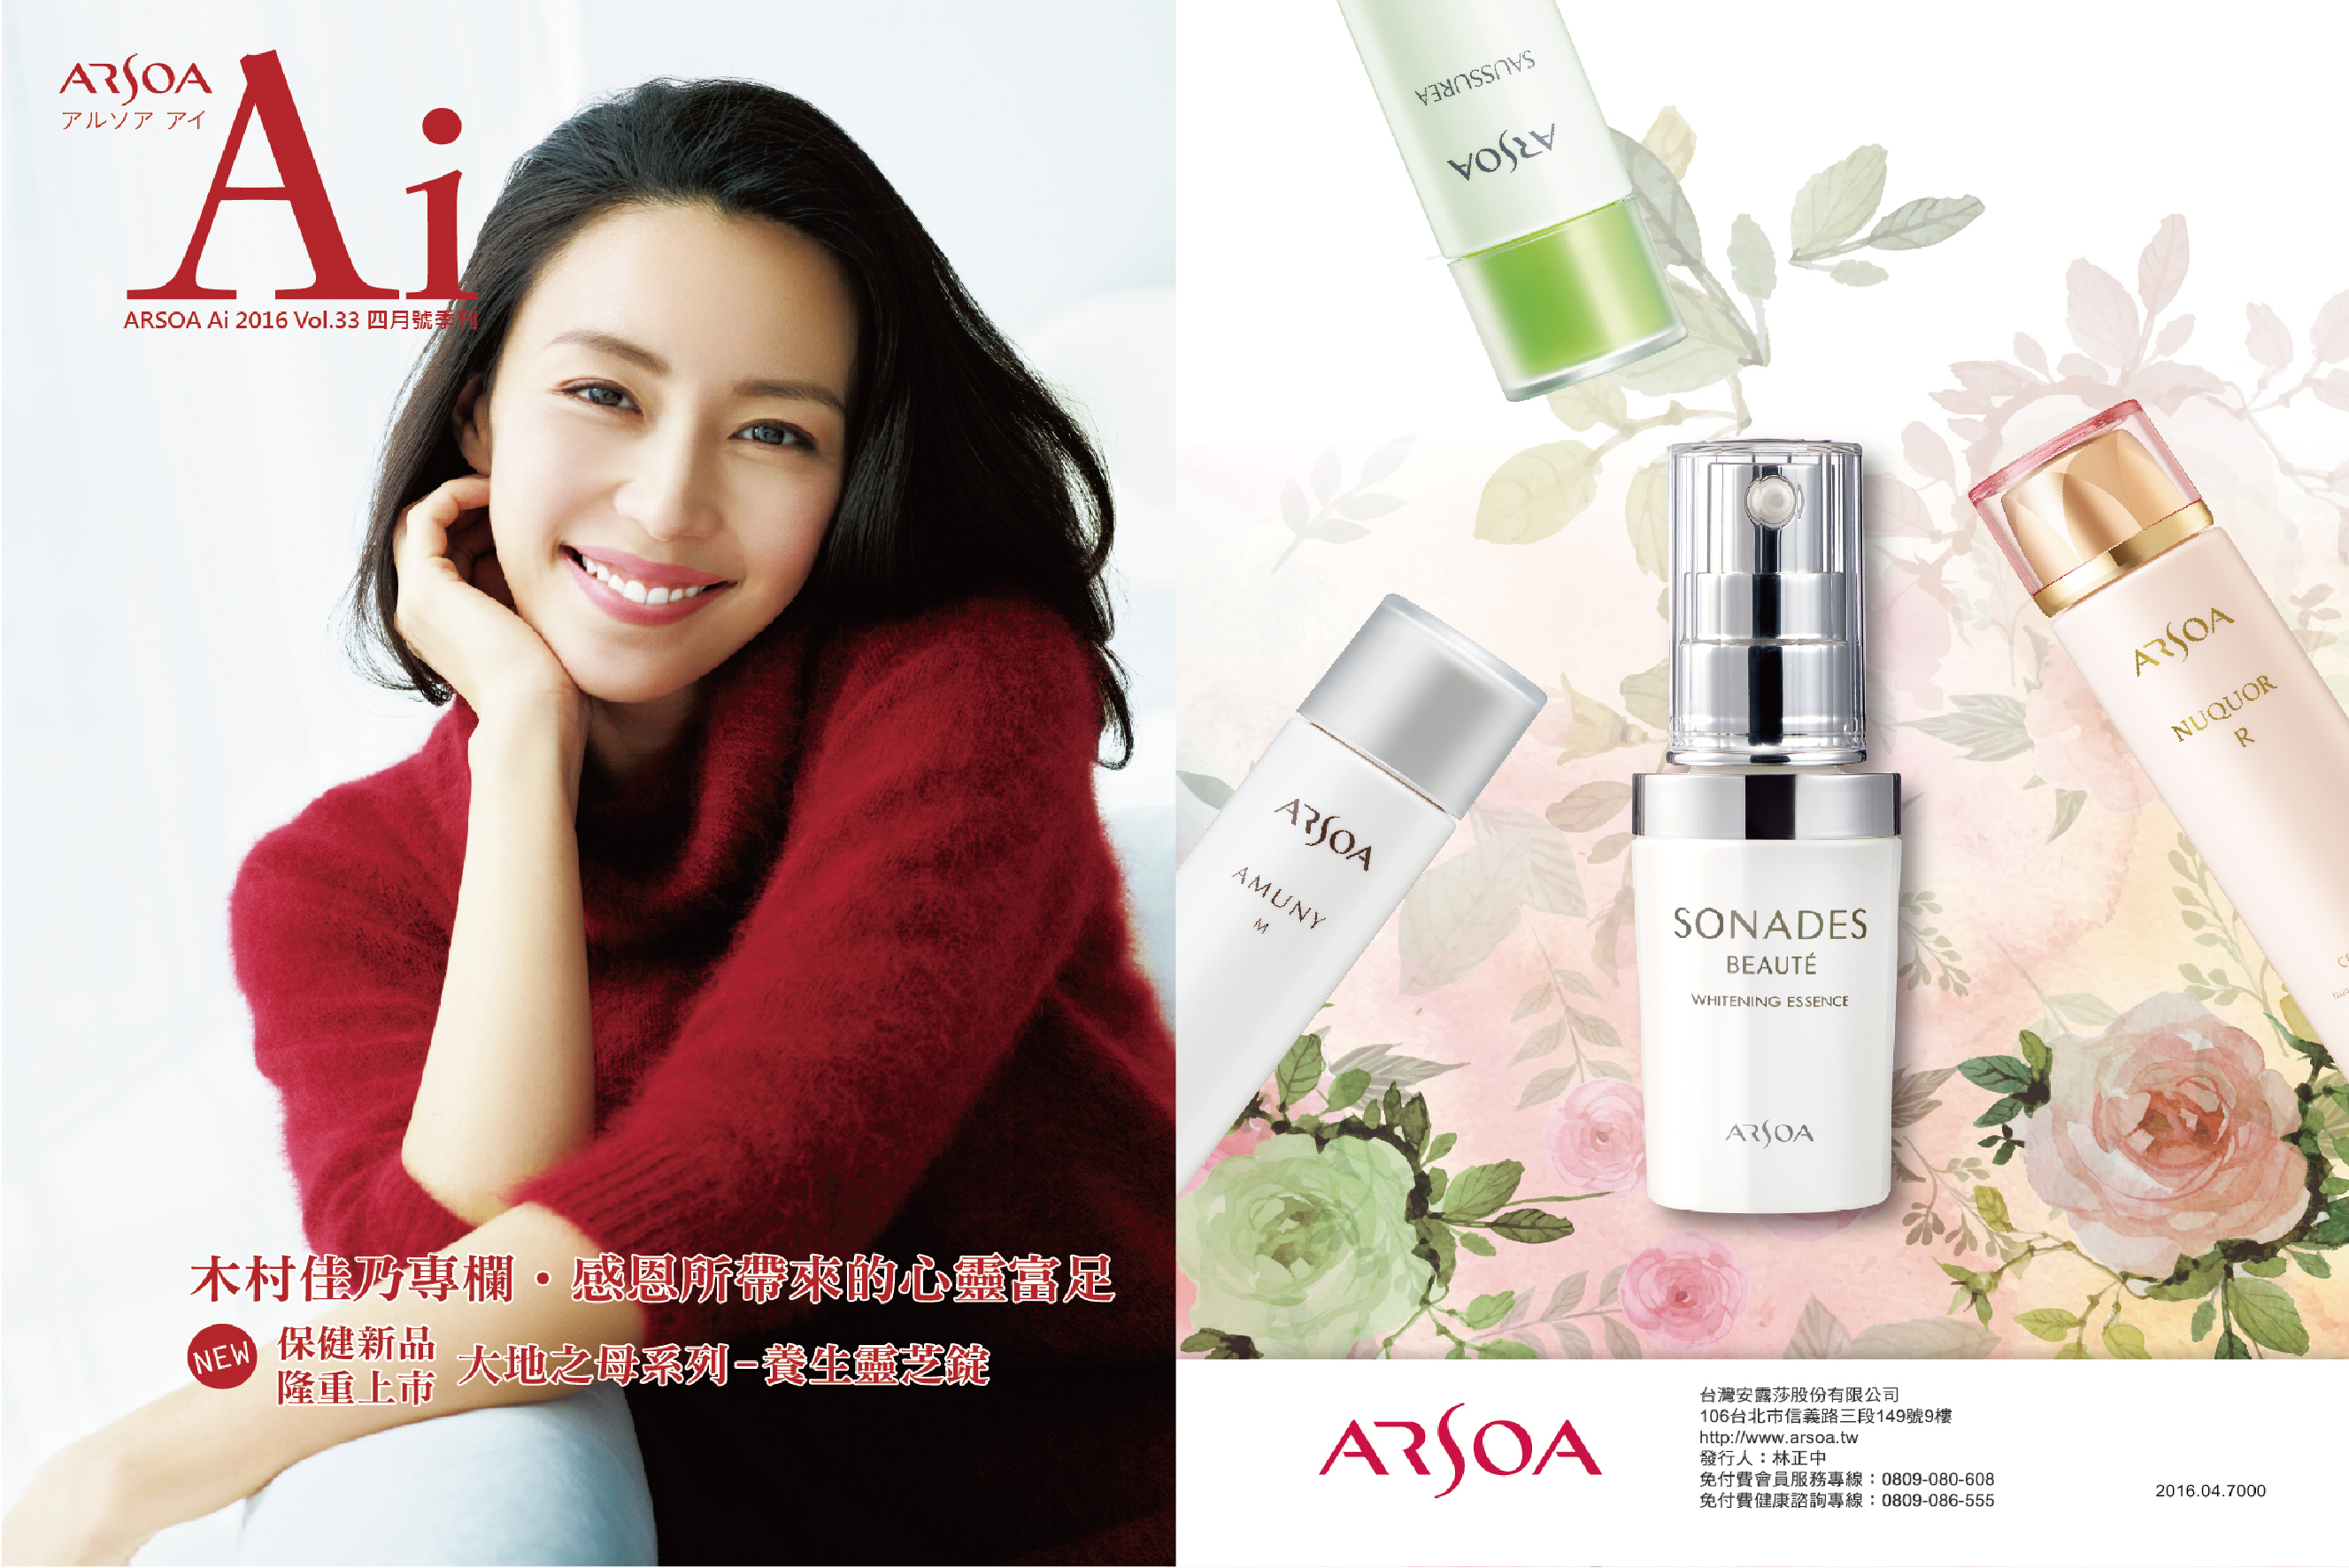 ARSOA
アルソア アイ
Ai
ARSOA Ai 2016 Vol.33 四月號季刊
木村佳乃專欄・感恩所帶來的心靈富足
NEW
保健新品
隆重上市
大地之母系列–養生靈芝錠
SAUSSUREA
ARSOA
ARSOA
NUQUOR
R
ARSOA
AMUNY
M
SONADES
BEAUTÉ
WHITENING ESSENCE
ARSOA
ARSOA
台灣安露莎股份有限公司
106台北市信義路三段149號9樓
http://www.arsoa.tw
發行人：林正中
免付費會員服務專線：0809-080-608
免付費健康諮詢專線：0809-086-555
2016.04.7000